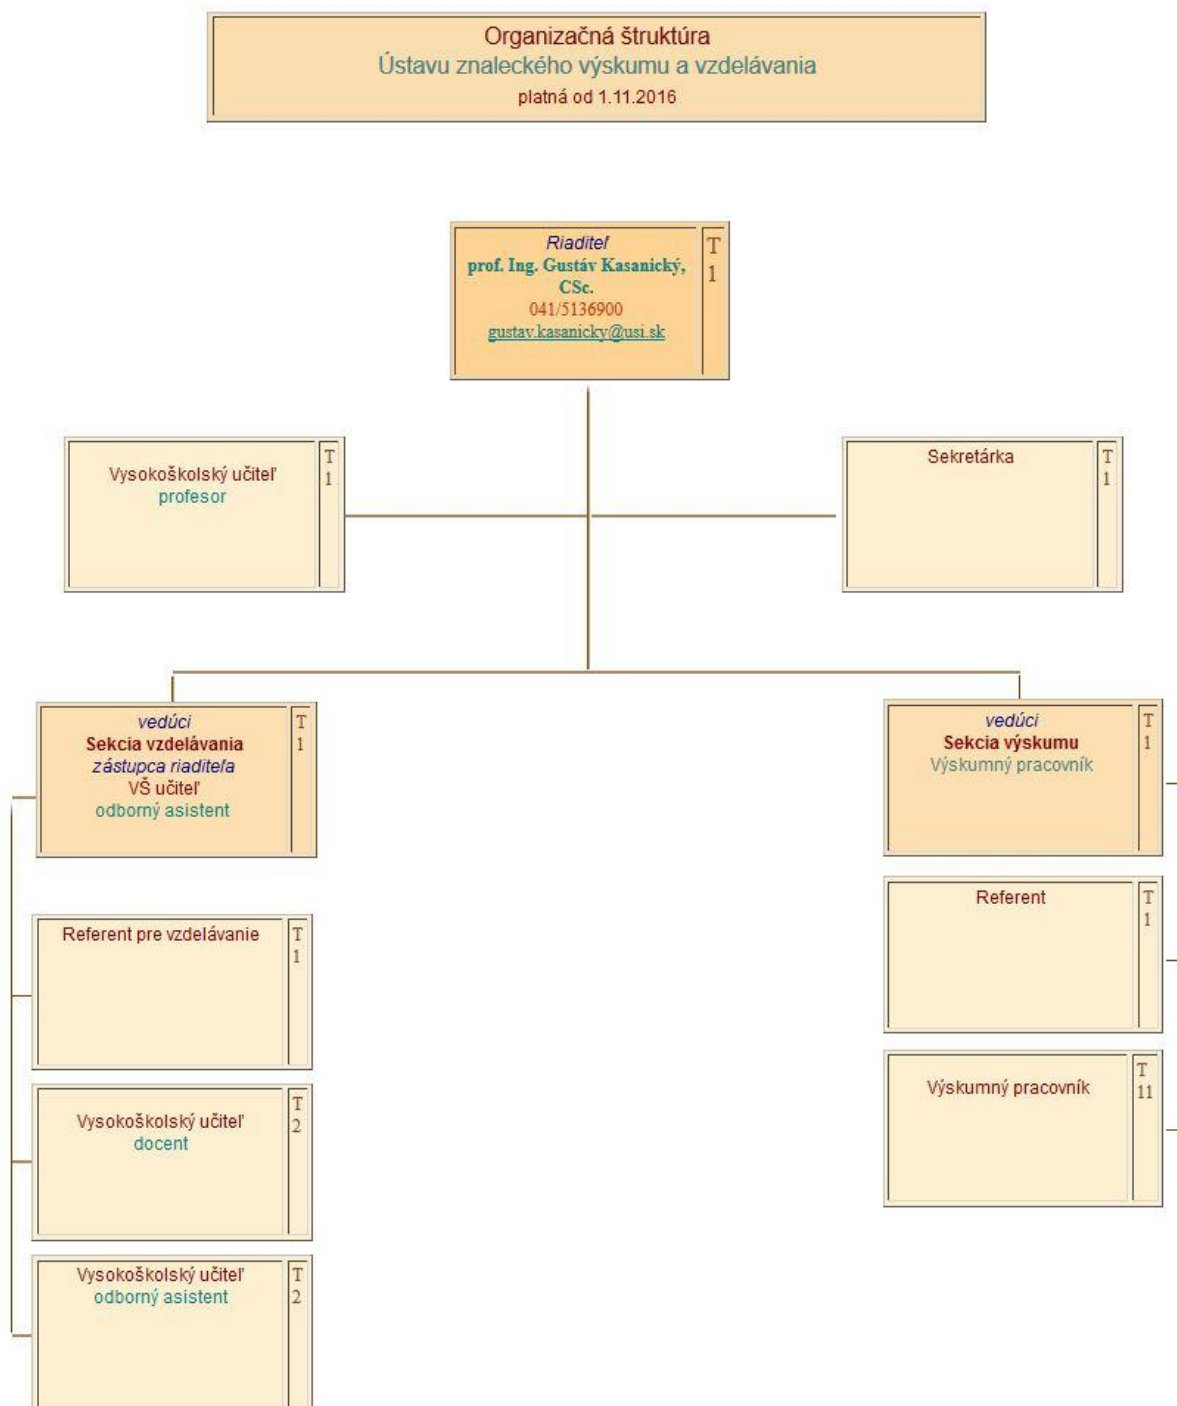 Organizačná štruktúra
Ústavu znaleckého výskumu a vzdelávania
platná od 1.11.2016
Riaditeľ
prof. Ing. Gustáv Kasanický,
CSc.
041/5136900
gustav.kasanicky@usi.sk
T
1
Vysokoškolský učiteľ
profesor
T
1
Sekretárka
T
1
vedúci
Sekcia vzdelávania
zástupca riaditeľa
VŠ učiteľ
odborný asistent
T
1
vedúci
Sekcia výskumu
Výskumný pracovník
T
1
Referent pre vzdelávanie
T
1
Referent
T
1
Vysokoškolský učiteľ
docent
T
2
Výskumný pracovník
T
11
Vysokoškolský učiteľ
odborný asistent
T
2